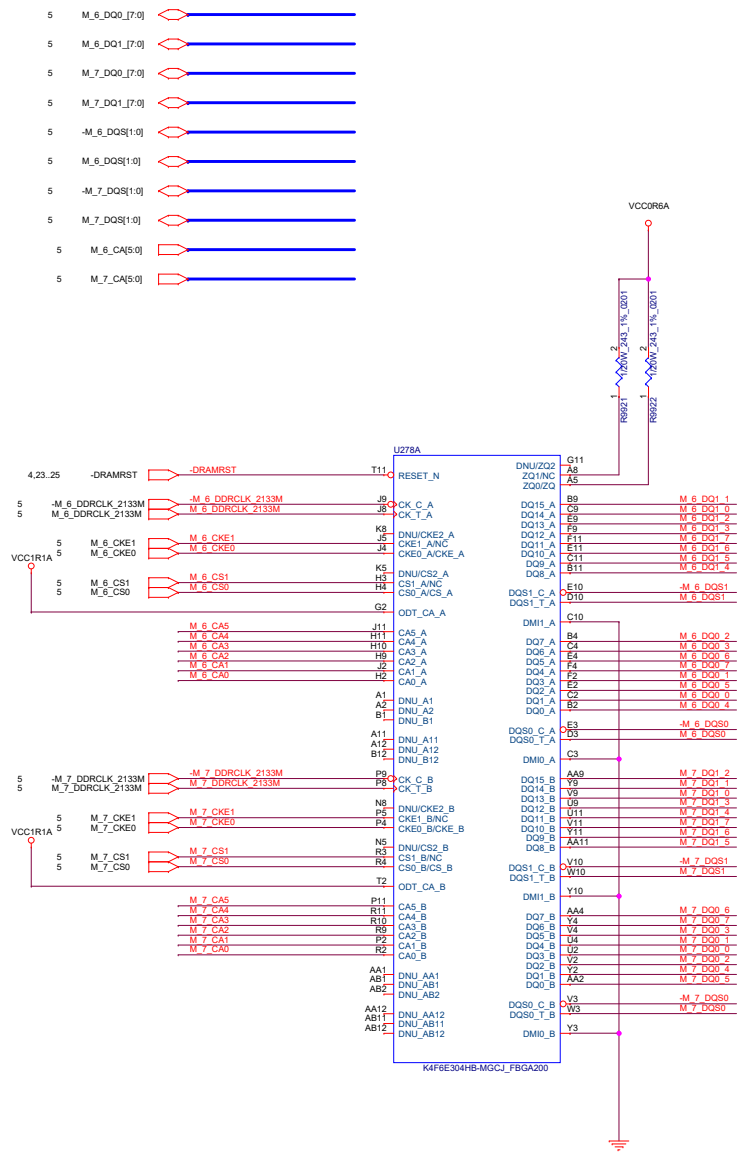 5 M_6_DQ0_[7:0]
5 M_6_DQ1_[7:0]
5 M_7_DQ0_[7:0]
5 M_7_DQ1_[7:0]
5 -M_6_DQS[1:0]
5 M_6_DQS[1:0]
5 -M_7_DQS[1:0]
5 M_7_DQS[1:0]
5 M_6_CA[5:0]
5 M_7_CA[5:0]
VCC0R6A
2 1/20W_243_1%_0201 1 R9921
2 1/20W_243_1%_0201 1 R9922
U278A
DNU/ZQ2 G11
4,23..25 -DRAMRST -DRAMRST T11 RESET_N ZQ1/NC A8
ZQ0/ZQ A5
5 -M_6_DDRCLK_2133M -M_6_DDRCLK_2133M J9 CK_C_A DQ15_A B9 M_6_DQ1_1
5 M_6_DDRCLK_2133M M_6_DDRCLK_2133M J8 CK_T_A DQ14_A C9 M_6_DQ1_0
DQ13_A E9 M_6_DQ1_2
K8 DNU/CKE2_A DQ12_A F9 M_6_DQ1_3
5 M_6_CKE1 M_6_CKE1 J5 CKE1_A/NC DQ11_A F11 M_6_DQ1_7
5 M_6_CKE0 M_6_CKE0 J4 CKE0_A/CKE_A DQ10_A E11 M_6_DQ1_6
VCC1R1A
DQ9_A C11 M_6_DQ1_5
K5 DNU/CS2_A DQ8_A B11 M_6_DQ1_4
5 M_6_CS1 M_6_CS1 H3 CS1_A/NC
5 M_6_CS0 M_6_CS0 H4 CS0_A/CS_A DQS1_C_A E10 -M_6_DQS1
DQS1_T_A D10 M_6_DQS1
G2 ODT_CA_A
DMI1_A C10
M_6_CA5 J11 CA5_A
M_6_CA4 H11 CA4_A DQ7_A B4 M_6_DQ0_2
M_6_CA3 H10 CA3_A DQ6_A C4 M_6_DQ0_3
M_6_CA2 H9 CA2_A DQ5_A E4 M_6_DQ0_6
M_6_CA1 J2 CA1_A DQ4_A F4 M_6_DQ0_7
M_6_CA0 H2 CA0_A DQ3_A F2 M_6_DQ0_1
DQ2_A E2 M_6_DQ0_5
A1 DNU_A1 DQ1_A C2 M_6_DQ0_0
A2 DNU_A2 DQ0_A B2 M_6_DQ0_4
B1 DNU_B1
DQS0_C_A E3 -M_6_DQS0
A11 DNU_A11 DQS0_T_A D3 M_6_DQS0
A12 DNU_A12
B12 DNU_B12 DMI0_A C3
5 -M_7_DDRCLK_2133M -M_7_DDRCLK_2133M P9 CK_C_B DQ15_B AA9 M_7_DQ1_2
5 M_7_DDRCLK_2133M M_7_DDRCLK_2133M P8 CK_T_B DQ14_B Y9 M_7_DQ1_1
DQ13_B V9 M_7_DQ1_0
N8 DNU/CKE2_B DQ12_B U9 M_7_DQ1_3
5 M_7_CKE1 M_7_CKE1 P5 CKE1_B/NC DQ11_B U11 M_7_DQ1_4
5 M_7_CKE0 M_7_CKE0 P4 CKE0_B/CKE_B DQ10_B V11 M_7_DQ1_7
VCC1R1A
DQ9_B Y11 M_7_DQ1_6
N5 DNU/CS2_B DQ8_B AA11 M_7_DQ1_5
5 M_7_CS1 M_7_CS1 R3 CS1_B/NC
5 M_7_CS0 M_7_CS0 R4 CS0_B/CS_B DQS1_C_B V10 -M_7_DQS1
DQS1_T_B W10 M_7_DQS1
T2 ODT_CA_B
DMI1_B Y10
M_7_CA5 P11 CA5_B
M_7_CA4 R11 CA4_B DQ7_B AA4 M_7_DQ0_6
M_7_CA3 R10 CA3_B DQ6_B Y4 M_7_DQ0_7
M_7_CA2 R9 CA2_B DQ5_B V4 M_7_DQ0_3
M_7_CA1 P2 CA1_B DQ4_B U4 M_7_DQ0_1
M_7_CA0 R2 CA0_B DQ3_B U2 M_7_DQ0_0
DQ2_B V2 M_7_DQ0_2
AA1 DNU_AA1 DQ1_B Y2 M_7_DQ0_4
AB1 DNU_AB1 DQ0_B AA2 M_7_DQ0_5
AB2 DNU_AB2
DQS0_C_B V3 -M_7_DQS0
AA12 DNU_AA12 DQS0_T_B W3 M_7_DQS0
AB11 DNU_AB11
AB12 DNU_AB12 DMI0_B Y3
K4F6E304HB-MGCJ_FBGA200